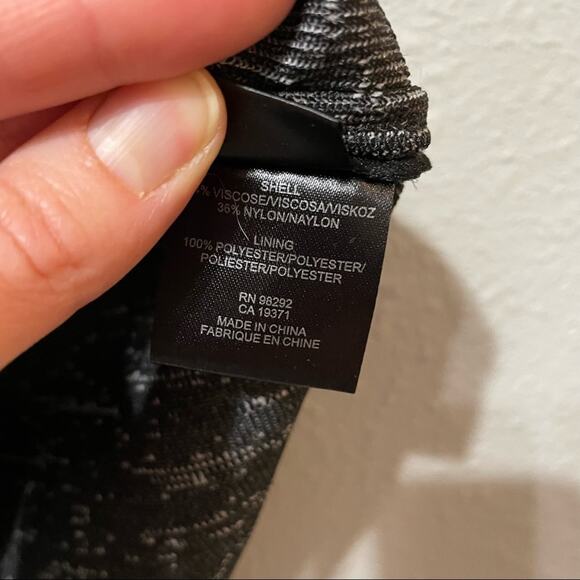 SHELL
% VISCOSE/VISCOSA/VISKOZ
36% NYLON/NAYLON
LINING
100% POLYESTER/POLYESTER/
POLIESTER/POLYESTER
RN 98292
CA 19371
MADE IN CHINA
FABRIQUE EN CHINE